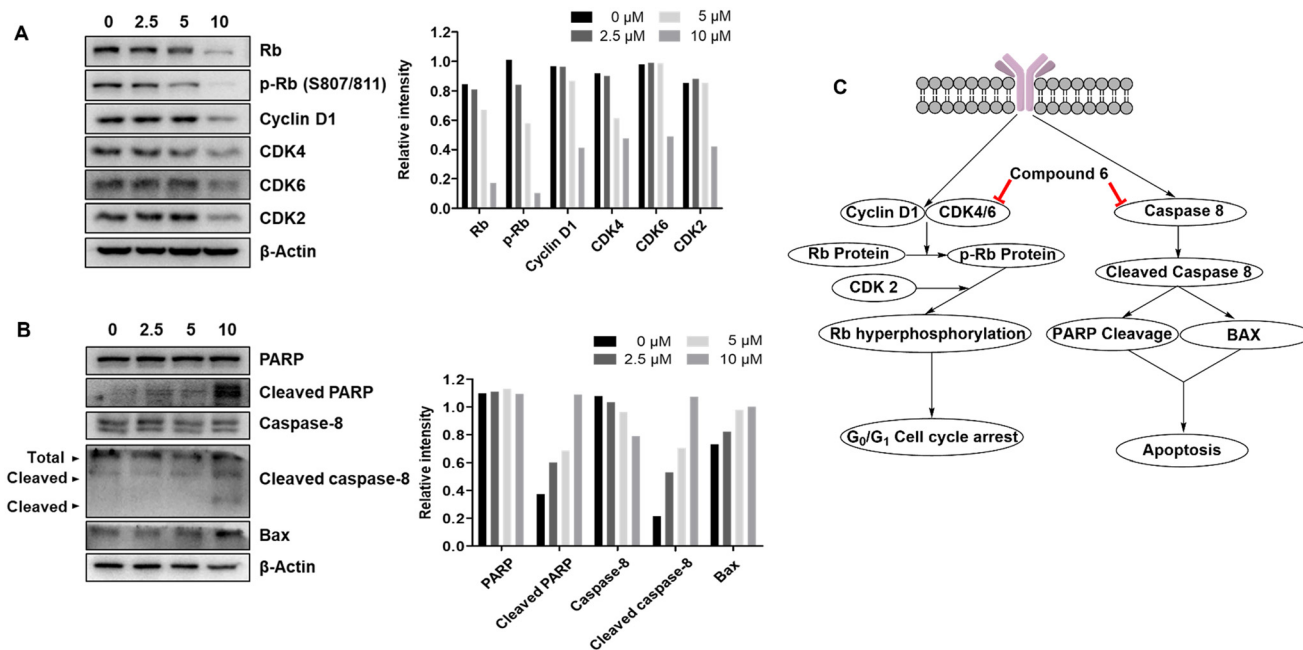 A
0 2.5 5 10
Rb
p-Rb (S807/811)
Cyclin D1
CDK4
CDK6
CDK2
β-Actin
0 μM 5 μM
2.5 μM 10 μM
Relative intensity
1.2
1.0
0.8
0.6
0.4
0.2
0.0
Rb p-Rb Cyclin D1 CDK4 CDK6 CDK2
B
0 2.5 5 10
PARP
Cleaved PARP
Caspase-8
Total
Cleaved
Cleaved
Cleaved caspase-8
Bax
β-Actin
0 μM 5 μM
2.5 μM 10 μM
Relative intensity
1.2
1.0
0.8
0.6
0.4
0.2
0.0
PARP Cleaved PARP Caspase-8 Cleaved caspase-8 Bax
C
Compound 6
Cyclin D1 CDK4/6 Caspase 8
Rb Protein p-Rb Protein Cleaved Caspase 8
CDK 2
Rb hyperphosphorylation PARP Cleavage BAX
G0/G1 Cell cycle arrest Apoptosis